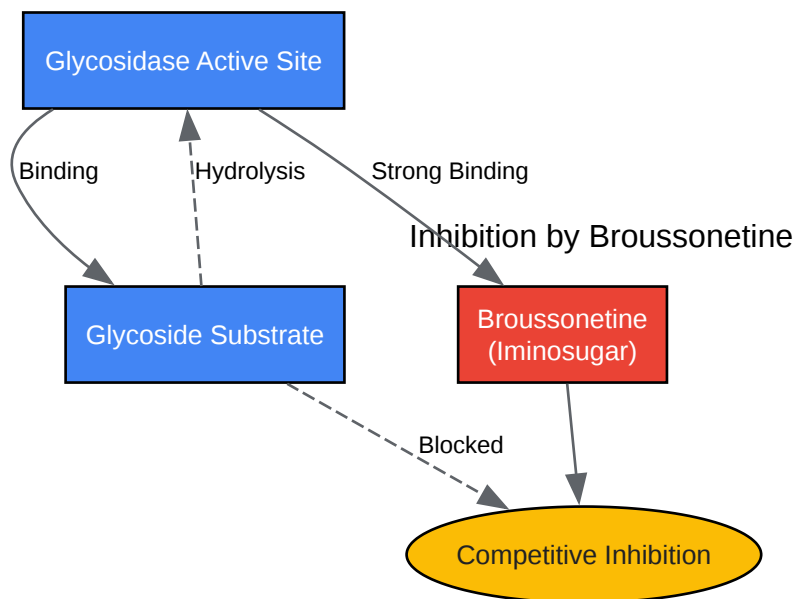 Glycosidase Active Site
Binding
Hydrolysis
Strong Binding
Inhibition by Broussonetine
Glycoside Substrate
Broussonetine
(Iminosugar)
Blocked
Competitive Inhibition